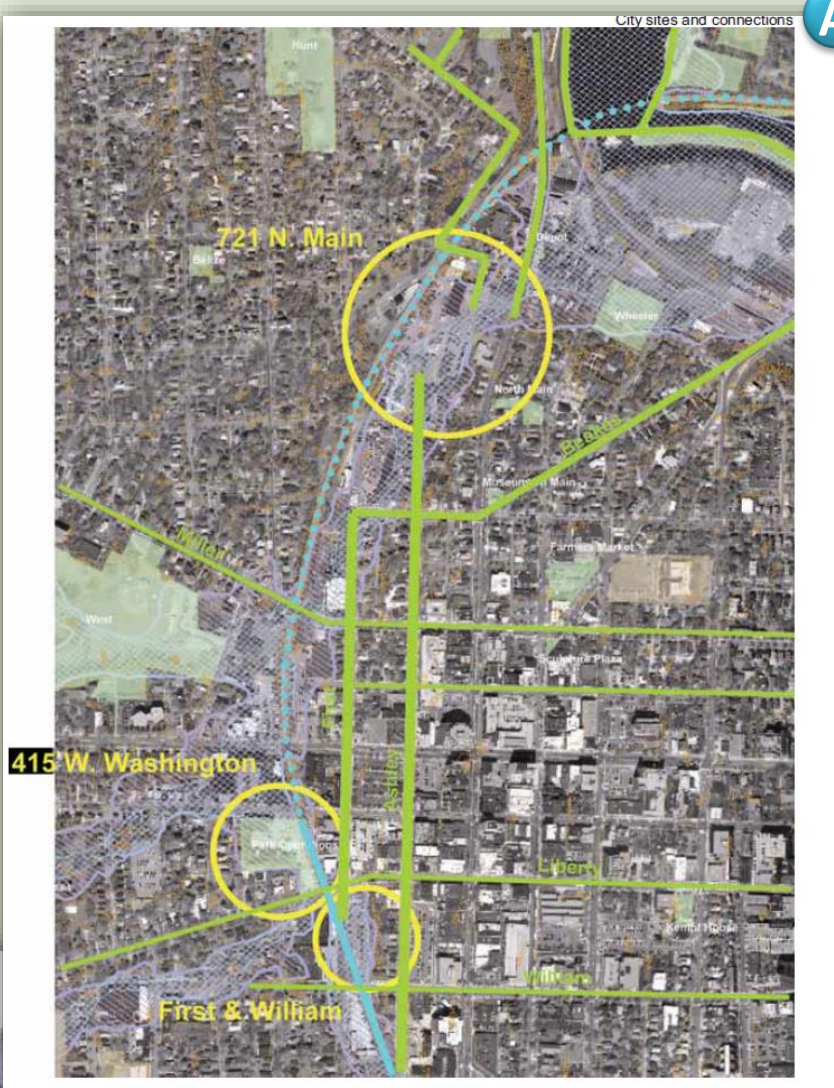 City sites and connections
A
Hunt
721 N. Main
Depot
Belize
Wheeler
North Main
Beakes
Museum on Main
Miller
Farmers Market
West
Sculpture Plaza
First
415 W. Washington
Ashley
Liberty
Kempf House
William
First & William